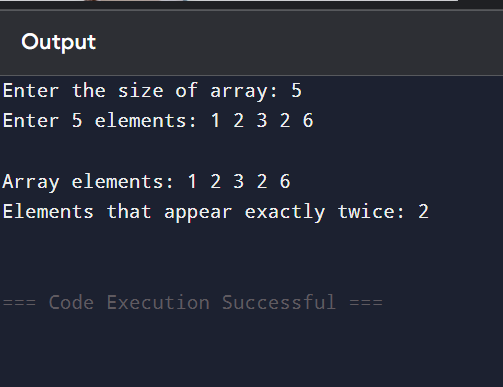 Output
Enter the size of array: 5
Enter 5 elements: 1 2 3 2 6
Array elements: 1 2 3 2 6
Elements that appear exactly twice: 2
=== Code Execution Successful ===